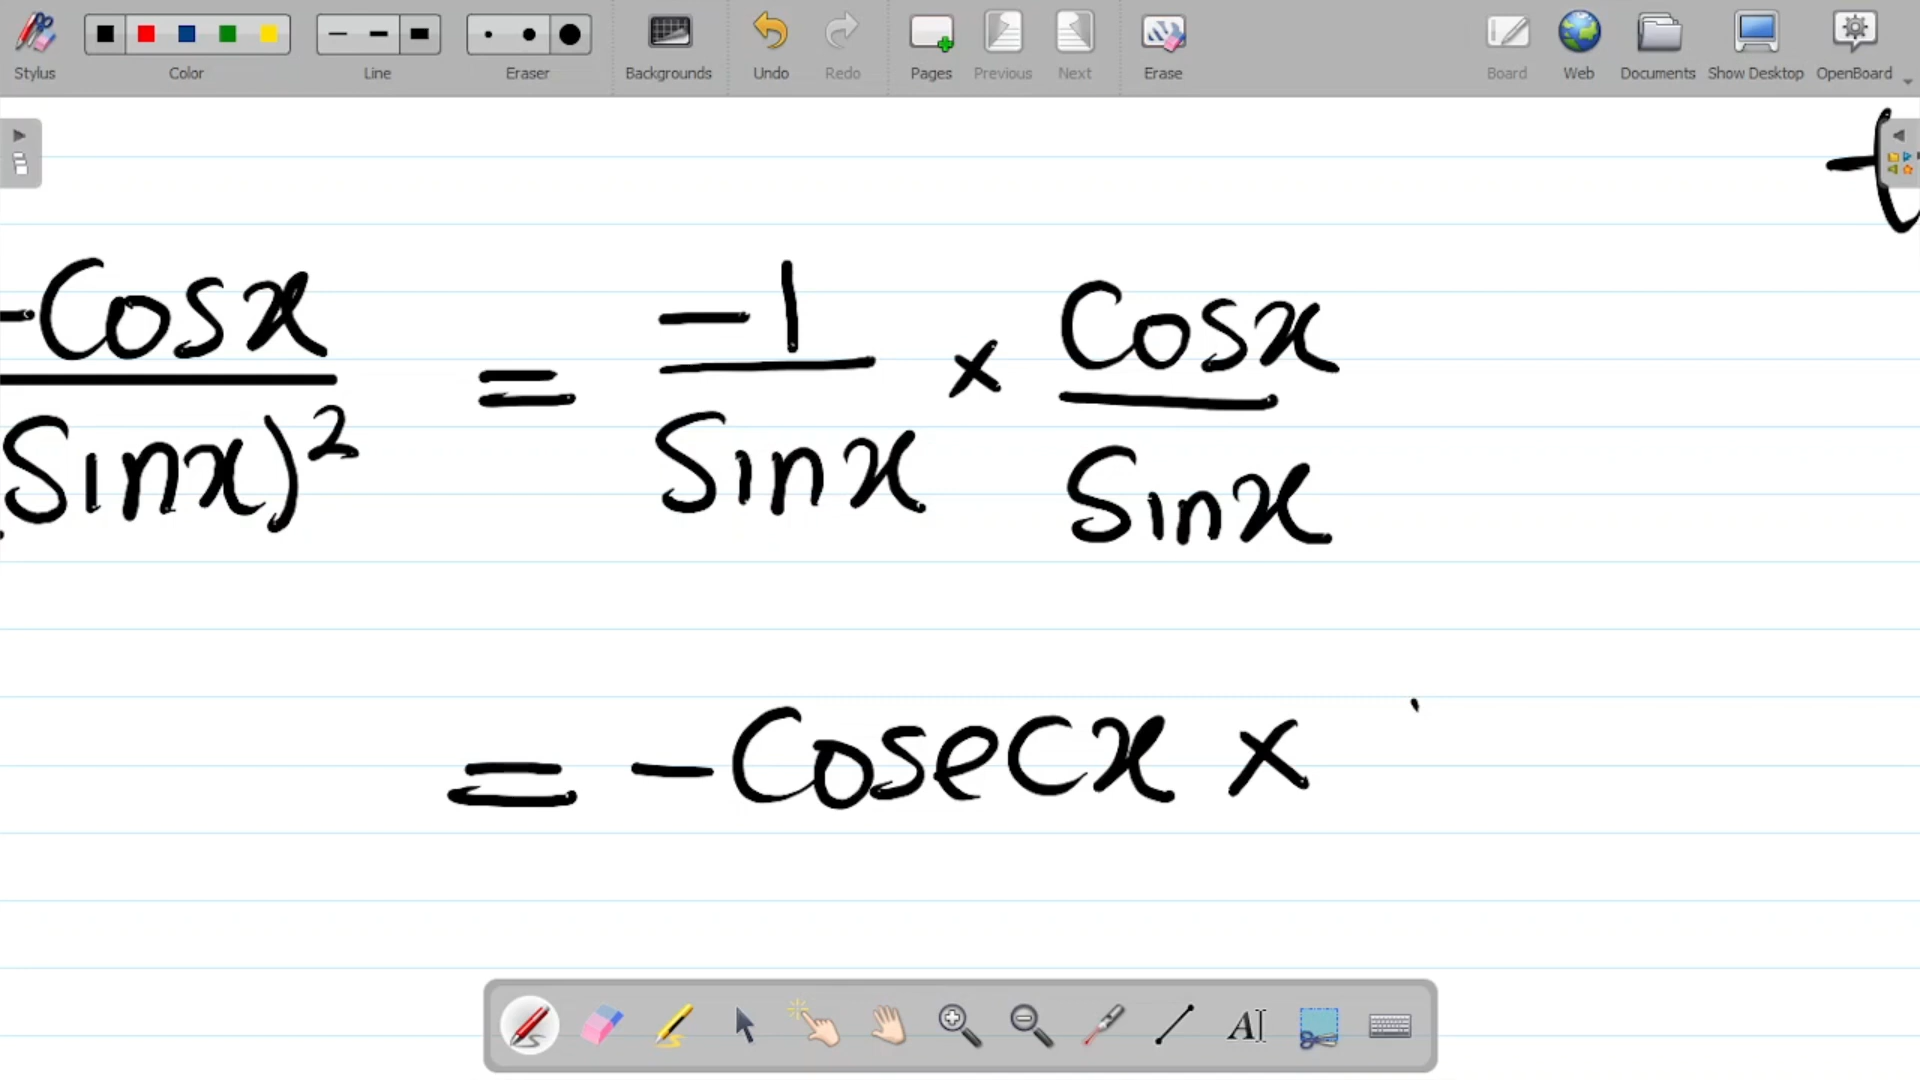 Stylus Color Line Eraser Backgrounds Undo Redo Pages Previous Next Erase Board Web Documents Show Desktop OpenBoard
-Cosx / (Sinx)² = -1 / Sinx × Cosx / Sinx
= -Cosecx ×